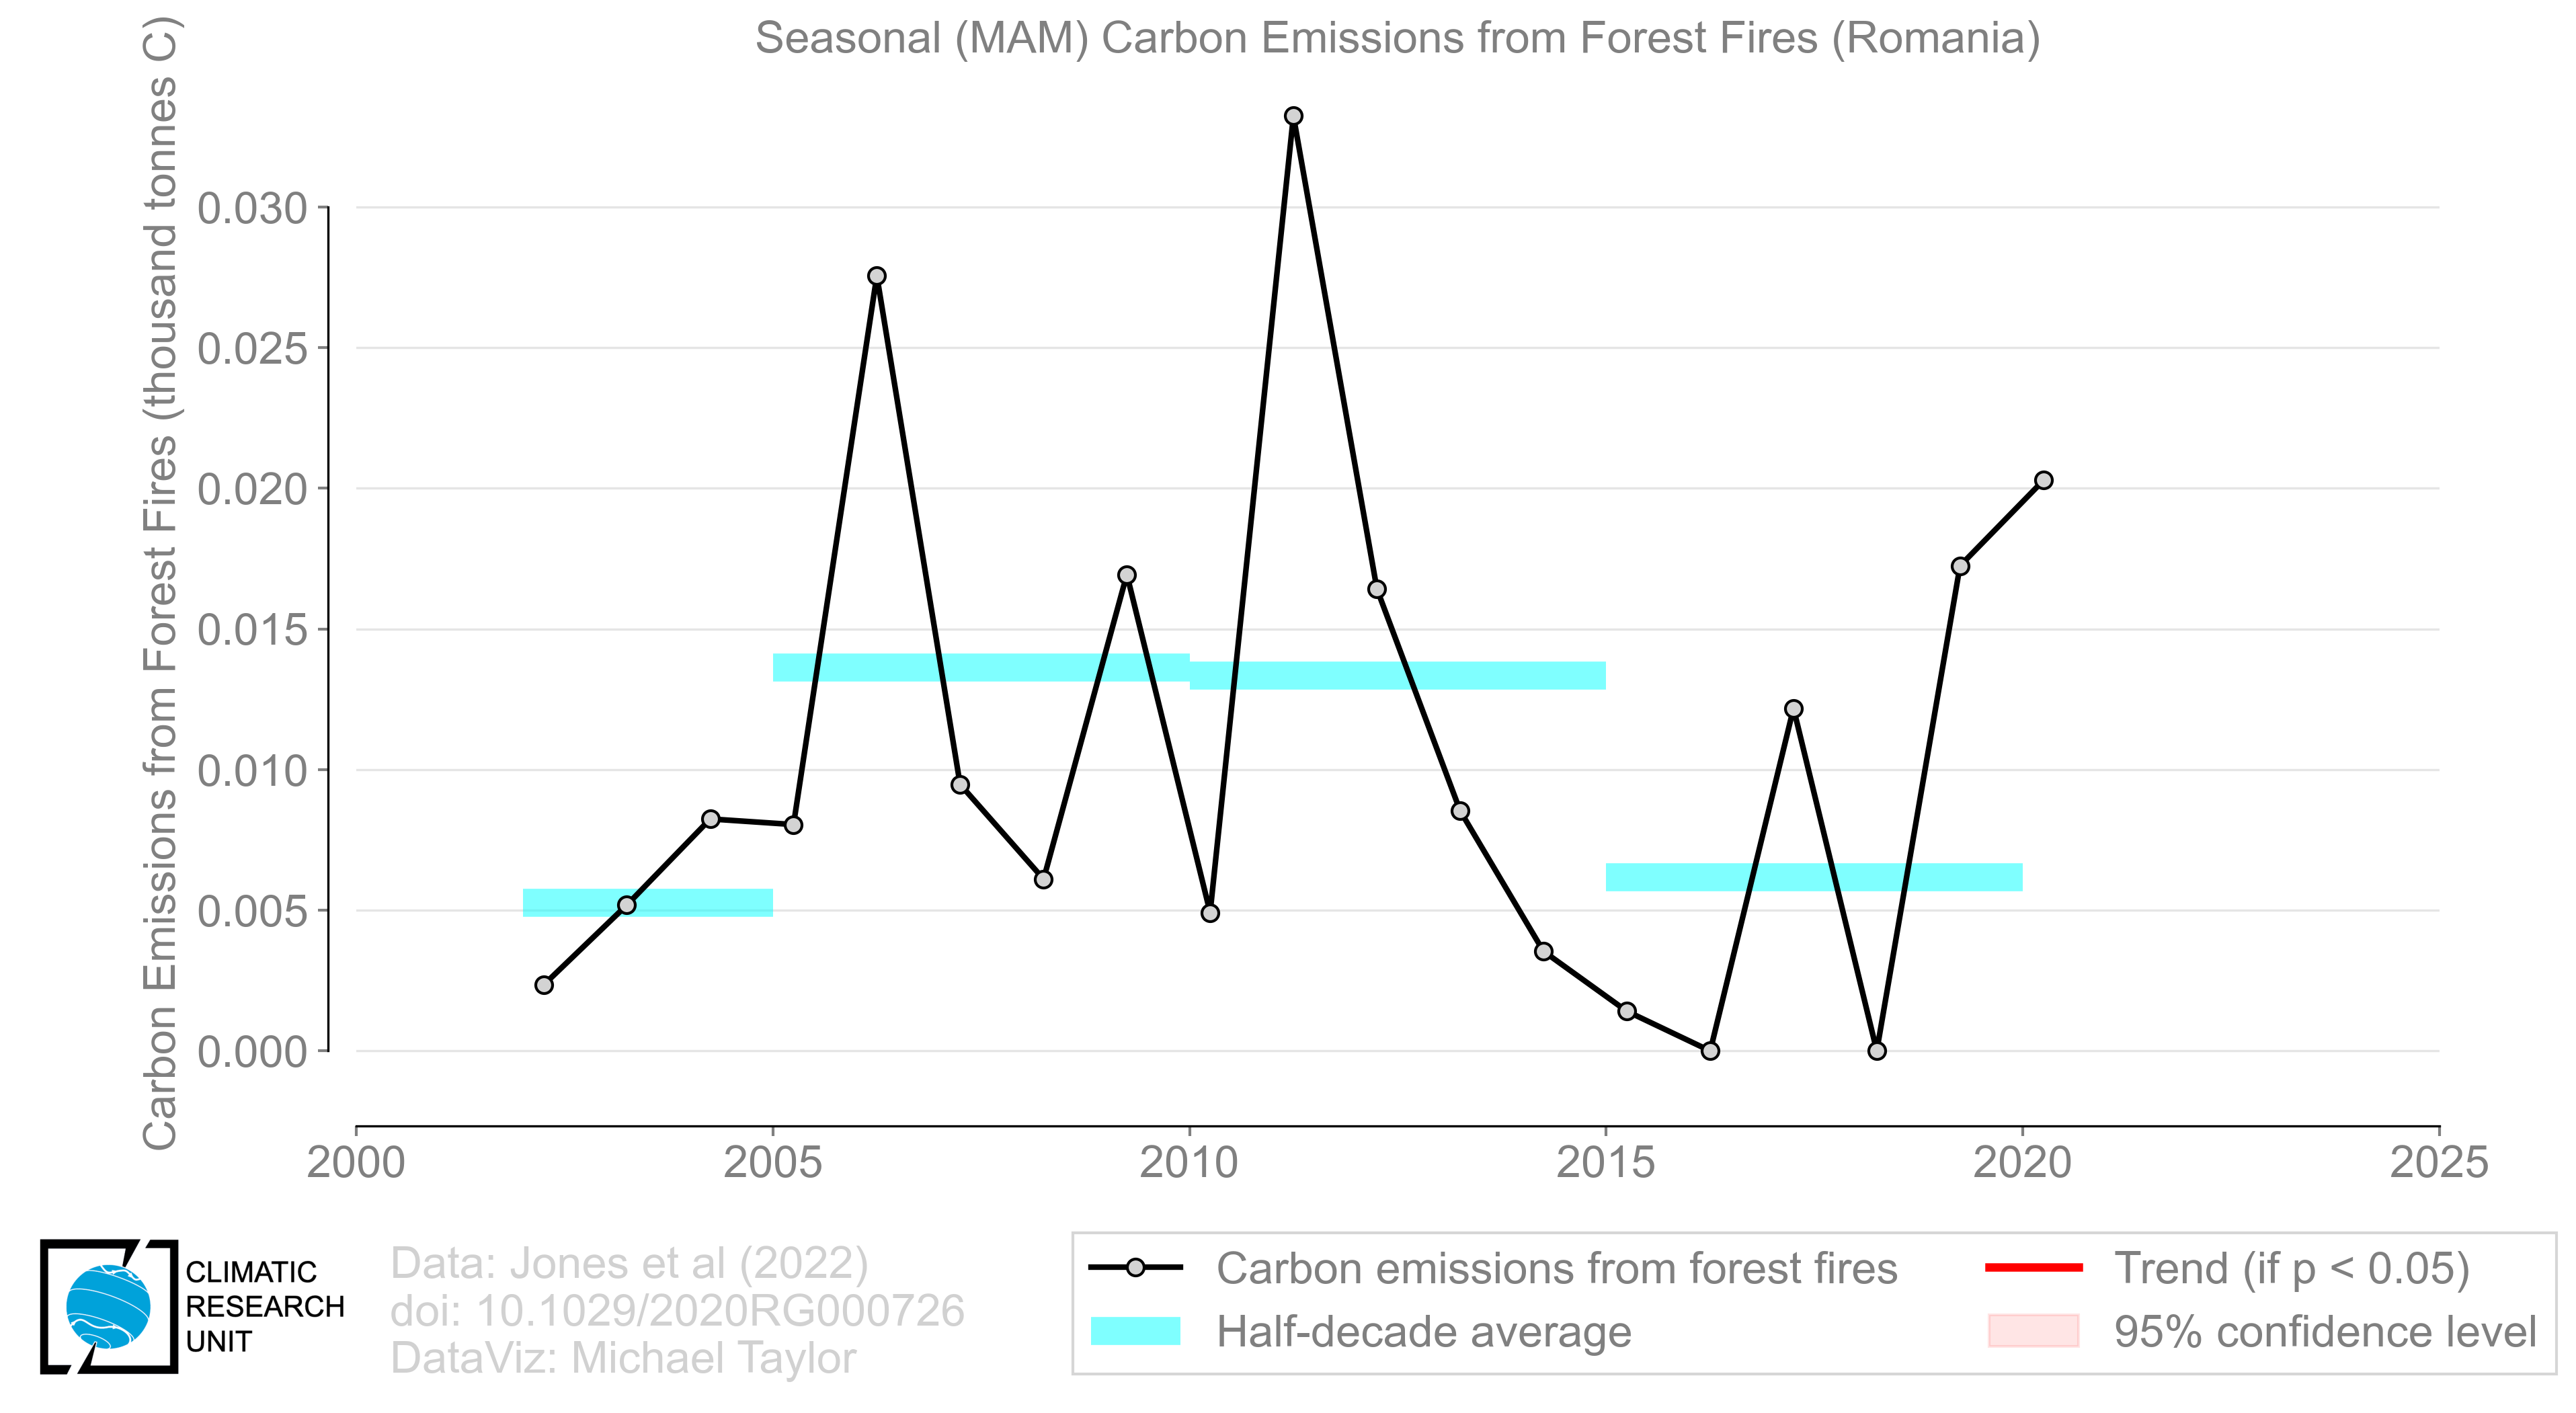 Seasonal (MAM) Carbon Emissions from Forest Fires (Romania)
Carbon Emissions from Forest Fires (thousand tonnes C)
0.030
0.025
0.020
0.015
0.010
0.005
0.000
2000 2005 2010 2015 2020 2025
CLIMATIC
RESEARCH
UNIT
Data: Jones et al (2022)
doi: 10.1029/2020RG000726
DataViz: Michael Taylor
Carbon emissions from forest fires
Half-decade average
Trend (if p < 0.05)
95% confidence level